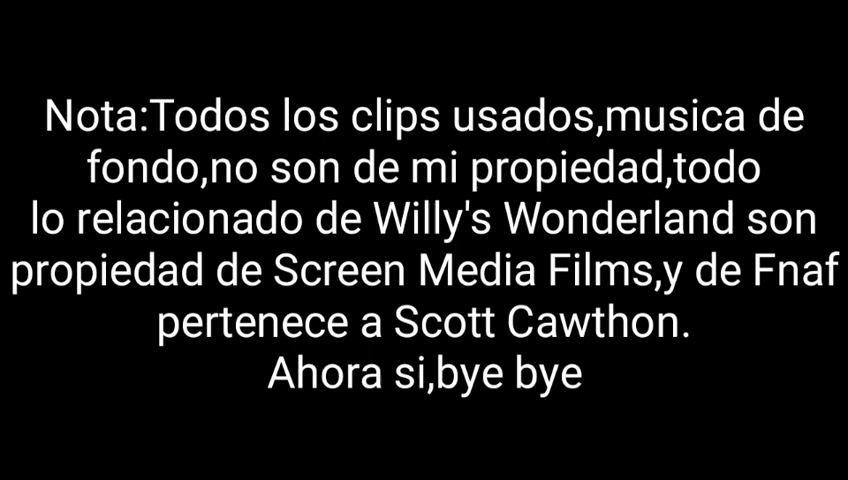 Nota:Todos los clips usados,musica de
fondo,no son de mi propiedad,todo
lo relacionado de Willy's Wonderland son
propiedad de Screen Media Films,y de Fnaf
pertenece a Scott Cawthon.
Ahora si,bye bye